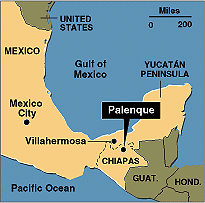 UNITED
STATES
Miles
0 200
MEXICO
Gulf of
Mexico
YUCATÁN
PENINSULA
Mexico
City
Palenque
Villahermosa
CHIAPAS
Pacific Ocean
GUAT.
HOND.